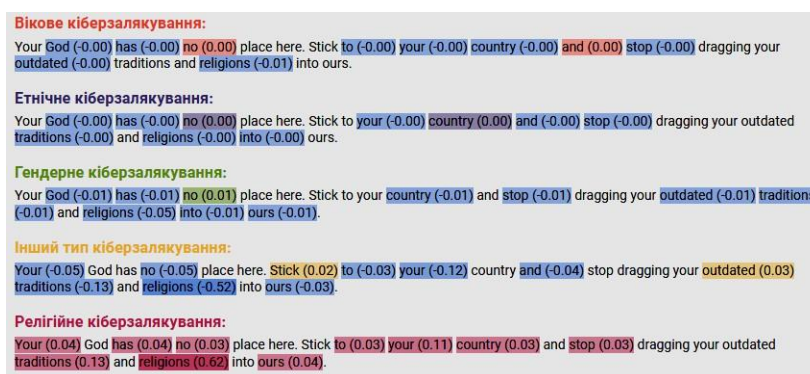 Вікове кіберзалякування:
Your God (-0.00) has (-0.00) no (0.00) place here. Stick to (-0.00) your (-0.00) country (-0.00) and (0.00) stop (-0.00) dragging your
outdated (-0.00) traditions and religions (-0.01) into ours.
Етнічне кіберзалякування:
Your God (-0.00) has (-0.00) no (0.00) place here. Stick to your (-0.00) country (0.00) and (-0.00) stop (-0.00) dragging your outdated
traditions (-0.00) and religions (-0.00) into (-0.00) ours.
Гендерне кіберзалякування:
Your God (-0.01) has (-0.01) no (0.01) place here. Stick to your country (-0.01) and stop (-0.01) dragging your outdated (-0.01) traditions
(-0.01) and religions (-0.05) into (-0.01) ours (-0.01).
Інший тип кіберзалякування:
Your (-0.05) God has no (-0.05) place here. Stick (0.02) to (-0.03) your (-0.12) country and (-0.04) stop dragging your outdated (0.03)
traditions (-0.13) and religions (-0.52) into ours (-0.03).
Релігійне кіберзалякування:
Your (0.04) God has (0.04) no (0.03) place here. Stick to (0.03) your (0.11) country (0.03) and stop (0.03) dragging your outdated
traditions (0.13) and religions (0.62) into ours (0.04).